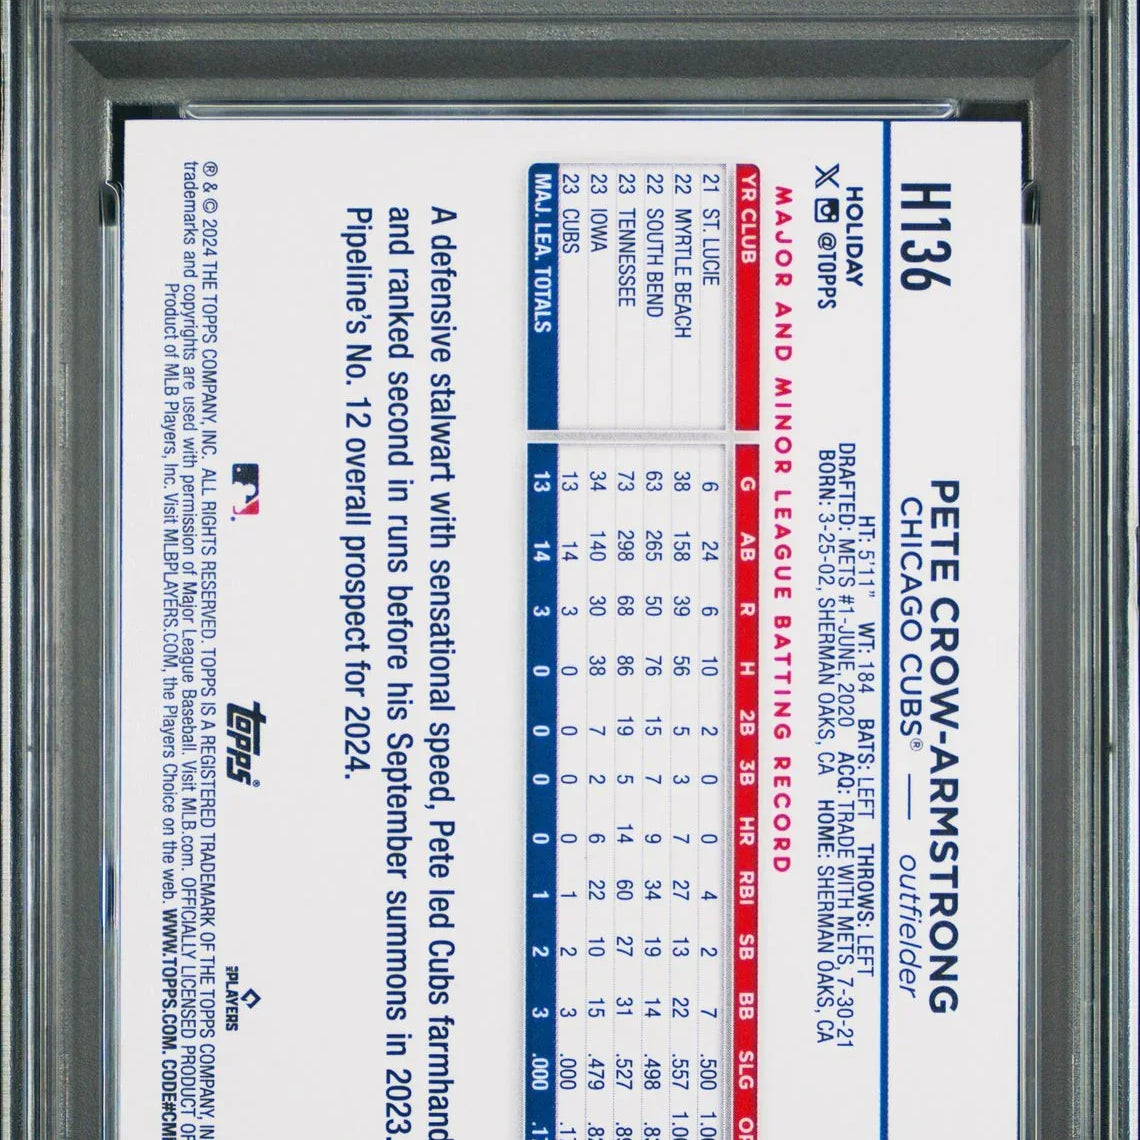 H136
PETE CROW-ARMSTRONG
CHICAGO CUBS® — outfielder
HOLIDAY
@TOPPS
HT: 5'11" WT: 184 BATS: LEFT THROWS: LEFT
DRAFTED: METS #1-JUNE, 2020 ACQ: TRADE WITH METS, 7-30-21
BORN: 3-25-02, SHERMAN OAKS, CA HOME: SHERMAN OAKS, CA
MAJOR AND MINOR LEAGUE BATTING RECORD
YR CLUB G AB R H 2B 3B HR RBI SB BB SLG
21 ST. LUCIE 6 24 6 10 2 0 0 4 2 7 .500
22 MYRTLE BEACH 38 158 39 56 5 3 7 27 13 22 .557
22 SOUTH BEND 63 265 50 76 15 7 9 34 19 14 .498
23 TENNESSEE 73 298 68 86 19 5 14 60 27 31 .527
23 IOWA 34 140 30 38 7 2 6 22 10 15 .479
23 CUBS 13 14 3 0 0 0 0 1 2 3 .000
MAJ. LEA. TOTALS 13 14 3 0 0 0 0 1 2 3 .000
A defensive stalwart with sensational speed, Pete led Cubs farmhand
and ranked second in runs before his September summons in 2023.
Pipeline's No. 12 overall prospect for 2024.
topps®
PLAYERS
® & © 2024 THE TOPPS COMPANY, INC. ALL RIGHTS RESERVED. TOPPS IS A REGISTERED TRADEMARK OF THE TOPPS COMPANY, IN
trademarks and copyrights are used with permission of Major League Baseball. Visit MLB.com. OFFICIALLY LICENSED PRODUCT OF
Product of MLB Players, Inc. Visit MLBPLAYERS.COM, the Players Choice on the web. WWW.TOPPS.COM. CODE#CM